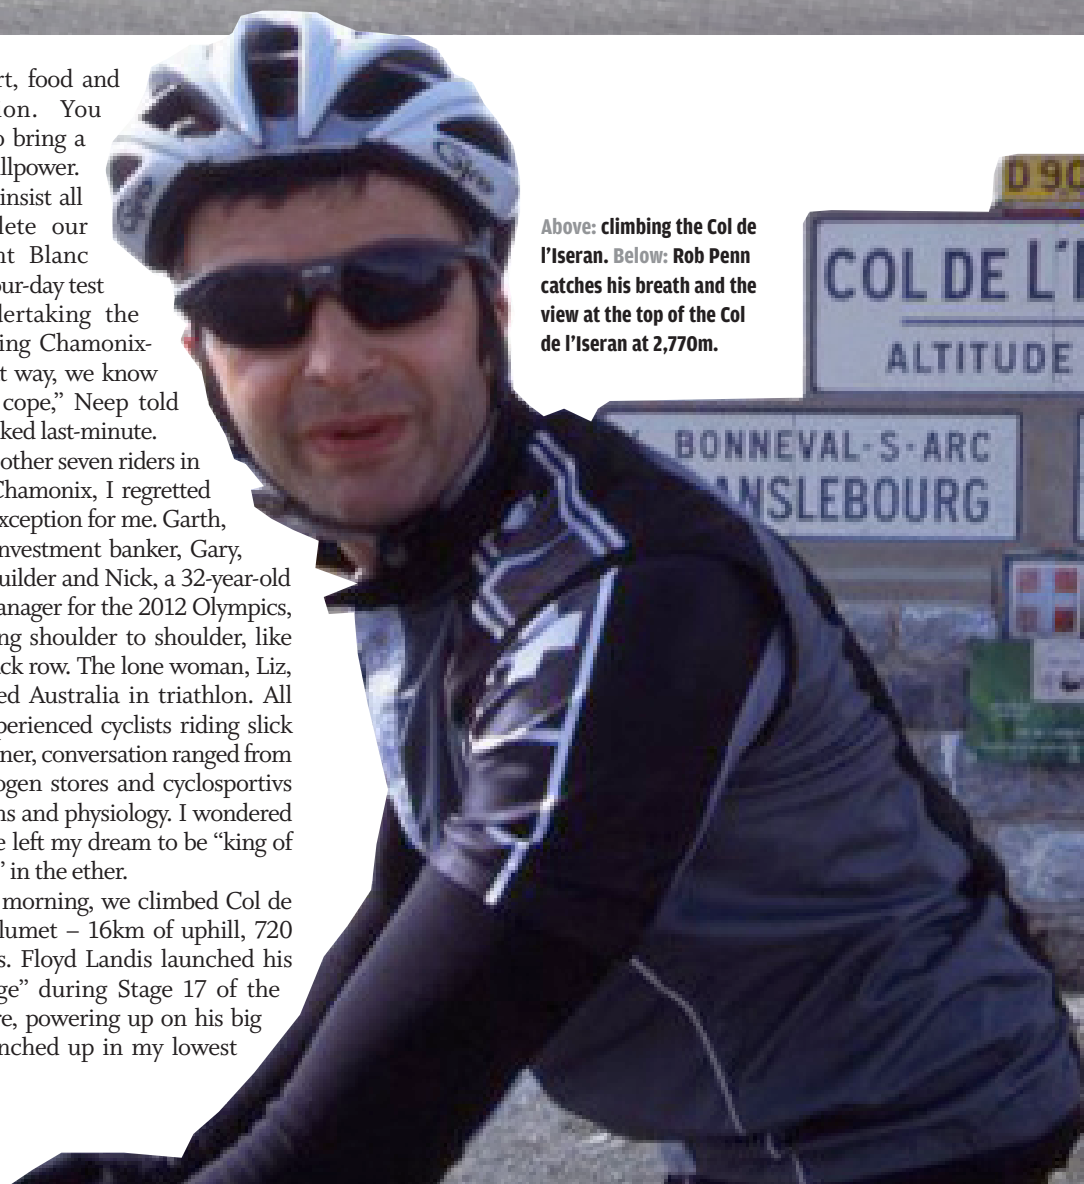 rt, food and
on. You
o bring a
llpower.
insist all
lete our
nt Blanc
our-day test
dertaking the
ing Chamonix-
t way, we know
cope,” Neep told
ked last-minute.
other seven riders in
Chamonix, I regretted
xception for me. Garth,
nvestment banker, Gary,
uilder and Nick, a 32-year-old
anager for the 2012 Olympics,
ng shoulder to shoulder, like
ck row. The lone woman, Liz,
ed Australia in triathlon. All
perienced cyclists riding slick
ner, conversation ranged from
ogen stores and cyclosportivs
ns and physiology. I wondered
e left my dream to be “king of
” in the ether.
morning, we climbed Col de
lumet – 16km of uphill, 720
s. Floyd Landis launched his
ge” during Stage 17 of the
re, powering up on his big
nched up in my lowest
Giro
Giro
Above: climbing the Col de
l’Iseran. Below: Rob Penn
catches his breath and the
view at the top of the Col
de l’Iseran at 2,770m.
D 90
COL DE L'I
ALTITUDE
BONNEVAL-S-ARC
ANSLEBOURG